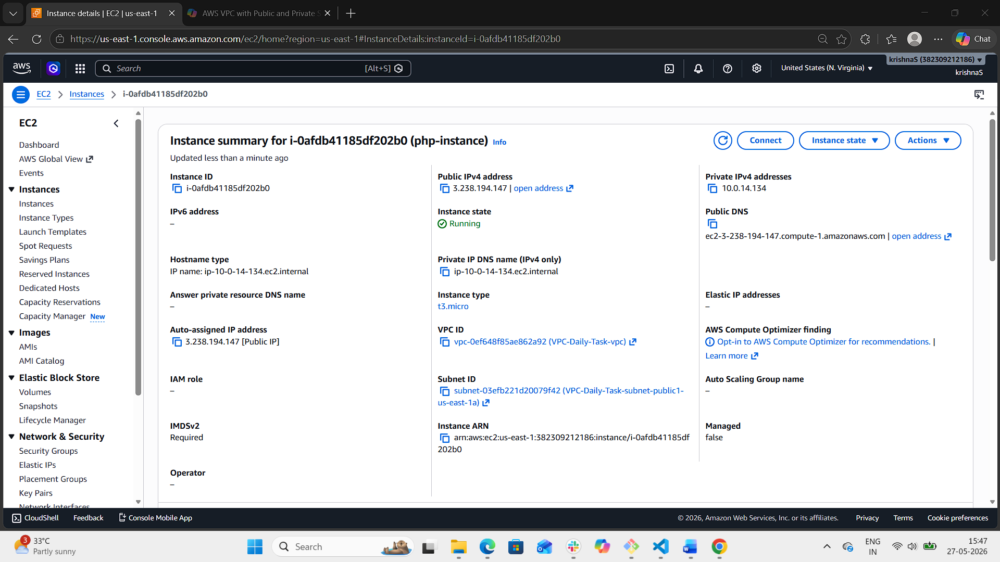 Instance details | EC2 | us-east-1
AWS VPC with Public and Private S
https://us-east-1.console.aws.amazon.com/ec2/home?region=us-east-1#InstanceDetails:instanceId=i-0afdb41185df202b0
Chat
aws
Search
[Alt+S]
United States (N. Virginia)
krishnaS (382309212186)
krishnaS
EC2
Instances
i-0afdb41185df202b0
EC2
Dashboard
AWS Global View
Events
Instances
Instances
Instance Types
Launch Templates
Spot Requests
Savings Plans
Reserved Instances
Dedicated Hosts
Capacity Reservations
Capacity Manager New
Images
AMIs
AMI Catalog
Elastic Block Store
Volumes
Snapshots
Lifecycle Manager
Network & Security
Security Groups
Elastic IPs
Placement Groups
Key Pairs
Network Interfaces
Instance summary for i-0afdb41185df202b0 (php-instance) Info
Updated less than a minute ago
Connect
Instance state
Actions
Instance ID
i-0afdb41185df202b0
Public IPv4 address
3.238.194.147 | open address
Private IPv4 addresses
10.0.14.134
IPv6 address
–
Instance state
Running
Public DNS
ec2-3-238-194-147.compute-1.amazonaws.com | open address
Hostname type
IP name: ip-10-0-14-134.ec2.internal
Private IP DNS name (IPv4 only)
ip-10-0-14-134.ec2.internal
Answer private resource DNS name
–
Instance type
t3.micro
Elastic IP addresses
–
Auto-assigned IP address
3.238.194.147 [Public IP]
VPC ID
vpc-0ef648f85ae862a92 (VPC-Daily-Task-vpc)
AWS Compute Optimizer finding
Opt-in to AWS Compute Optimizer for recommendations. |
Learn more
IAM role
–
Subnet ID
subnet-03efb221d20079f42 (VPC-Daily-Task-subnet-public1-
us-east-1a)
Auto Scaling Group name
–
IMDSv2
Required
Instance ARN
arn:aws:ec2:us-east-1:382309212186:instance/i-0afdb41185df
202b0
Managed
false
Operator
–
CloudShell
Feedback
Console Mobile App
© 2026, Amazon Web Services, Inc. or its affiliates.
Privacy
Terms
Cookie preferences
3
33°C
Partly sunny
Search
ENG
IN
15:47
27-05-2026